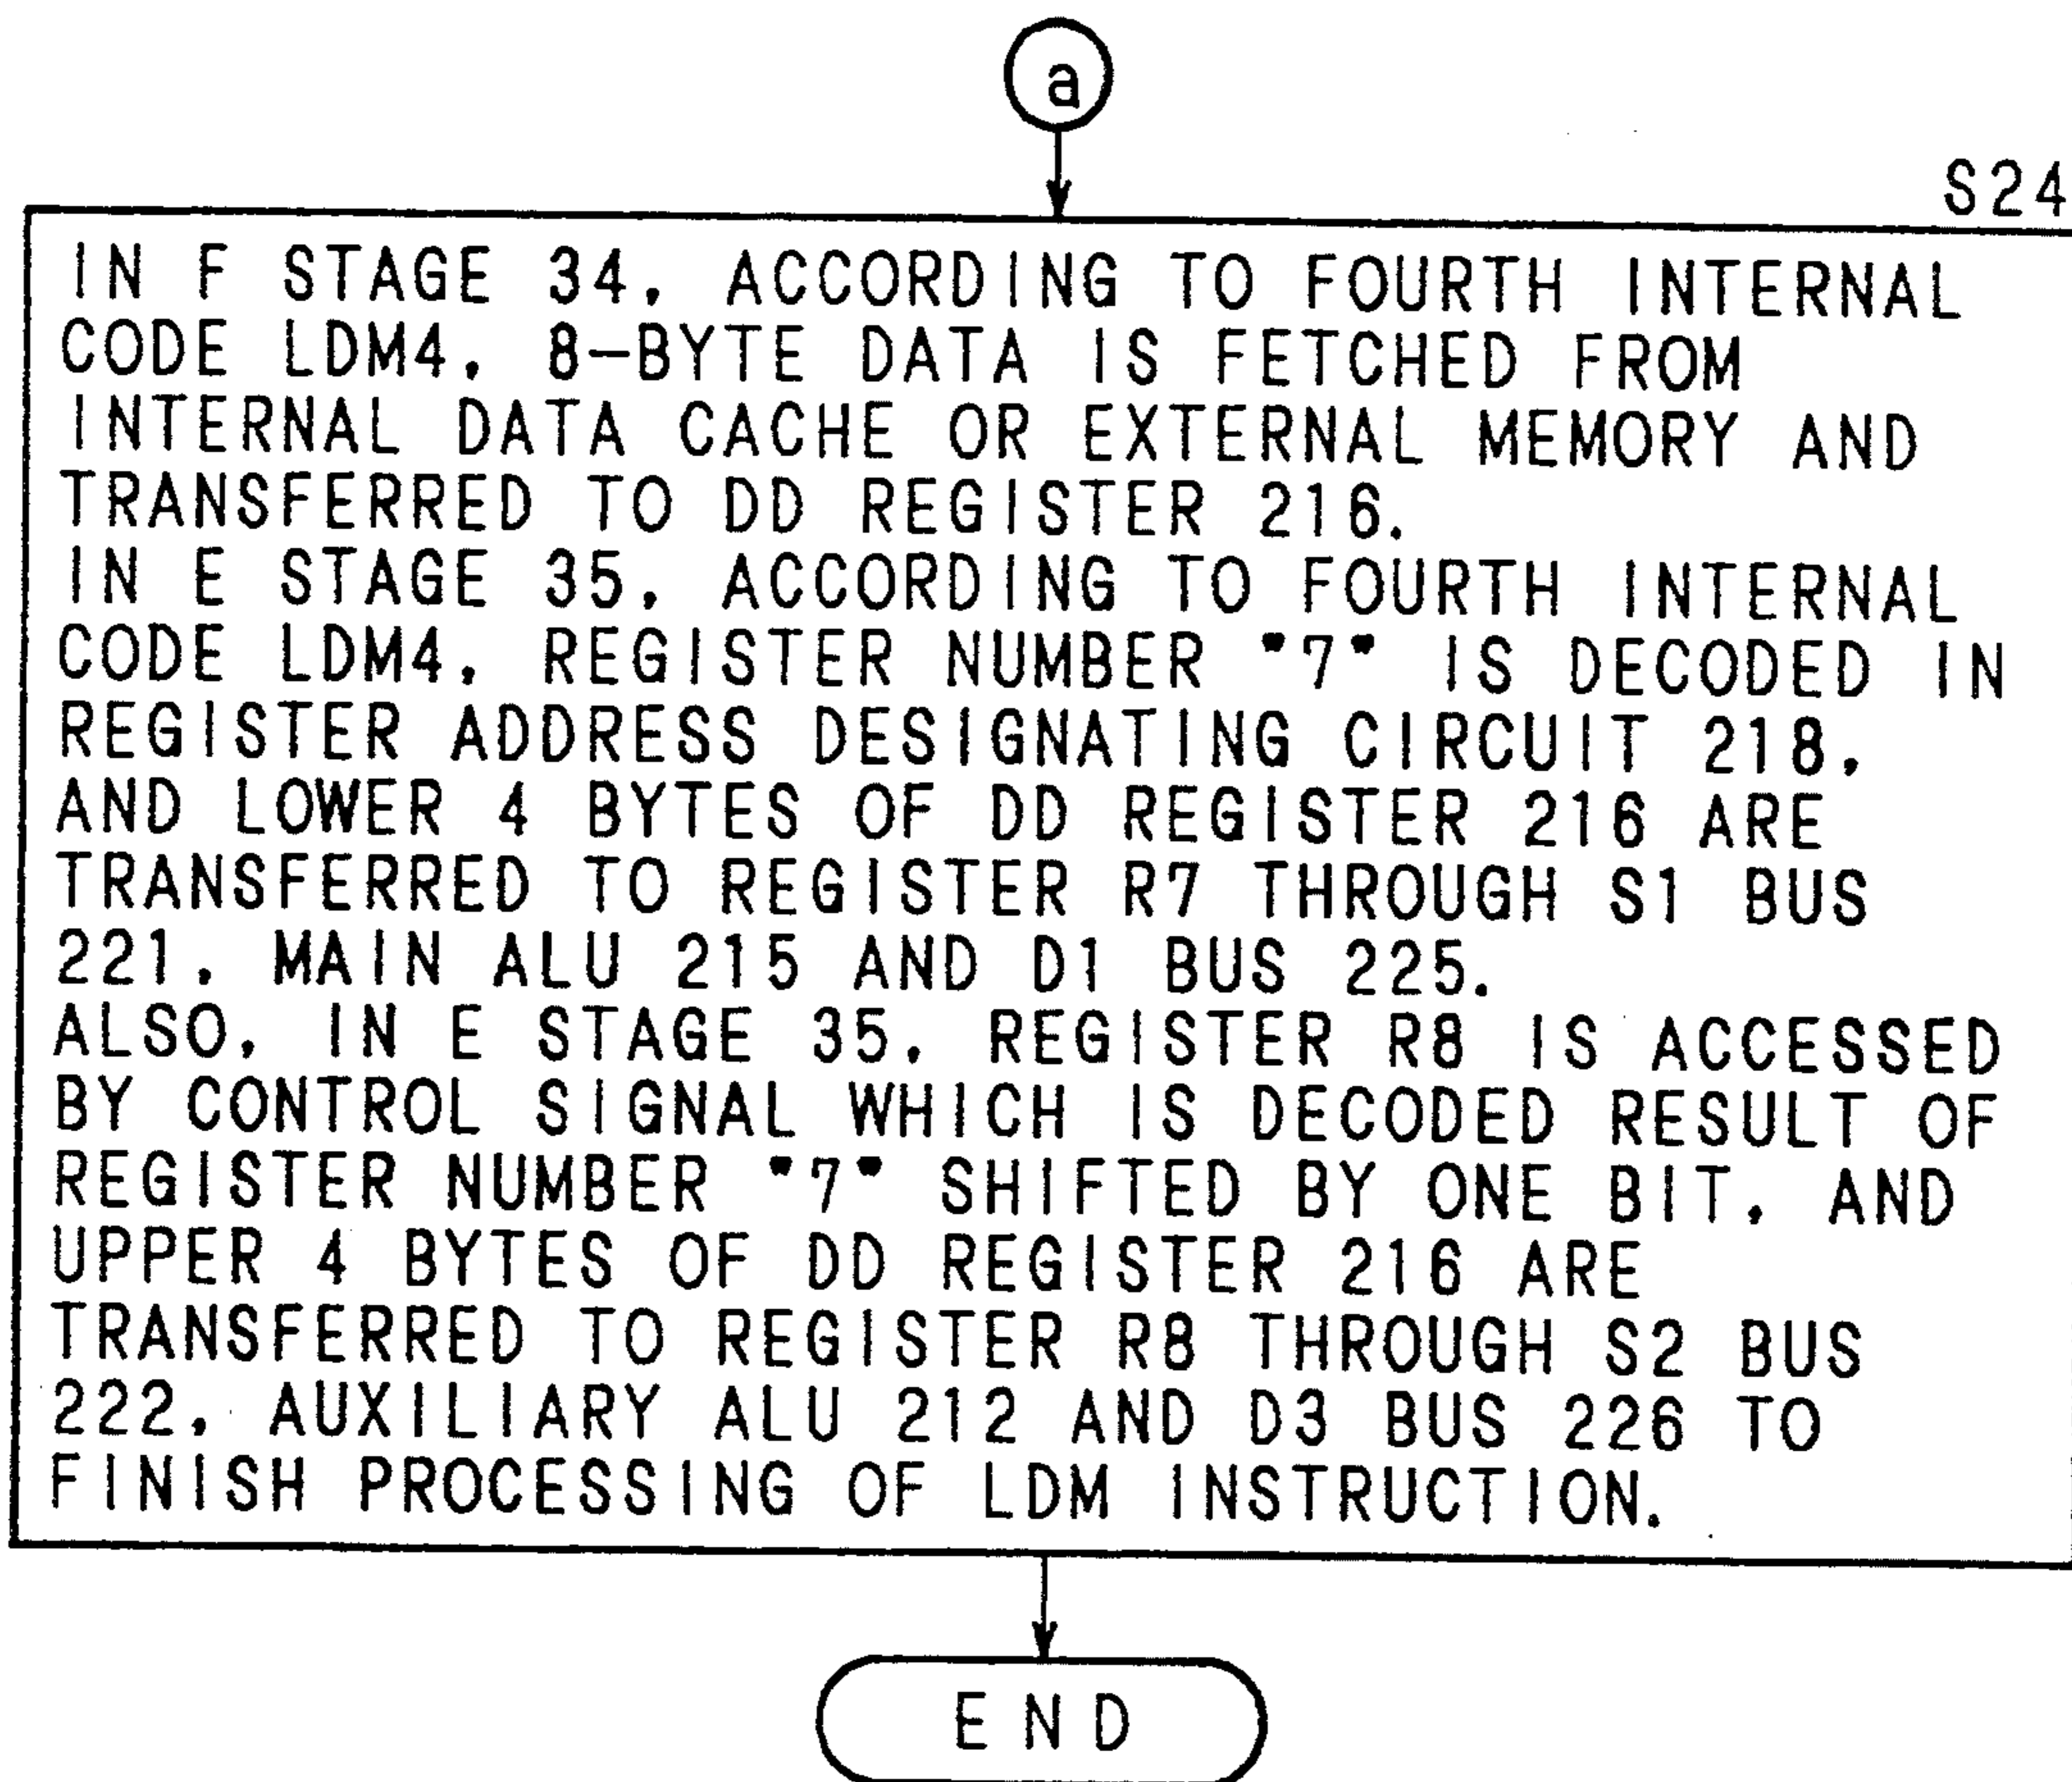 a
S24
IN F STAGE 34, ACCORDING TO FOURTH INTERNAL
CODE LDM4, 8-BYTE DATA IS FETCHED FROM
INTERNAL DATA CACHE OR EXTERNAL MEMORY AND
TRANSFERRED TO DD REGISTER 216.
IN E STAGE 35, ACCORDING TO FOURTH INTERNAL
CODE LDM4, REGISTER NUMBER "7" IS DECODED IN
REGISTER ADDRESS DESIGNATING CIRCUIT 218,
AND LOWER 4 BYTES OF DD REGISTER 216 ARE
TRANSFERRED TO REGISTER R7 THROUGH S1 BUS
221, MAIN ALU 215 AND D1 BUS 225.
ALSO, IN E STAGE 35, REGISTER R8 IS ACCESSED
BY CONTROL SIGNAL WHICH IS DECODED RESULT OF
REGISTER NUMBER "7" SHIFTED BY ONE BIT, AND
UPPER 4 BYTES OF DD REGISTER 216 ARE
TRANSFERRED TO REGISTER R8 THROUGH S2 BUS
222, AUXILIARY ALU 212 AND D3 BUS 226 TO
FINISH PROCESSING OF LDM INSTRUCTION.
END